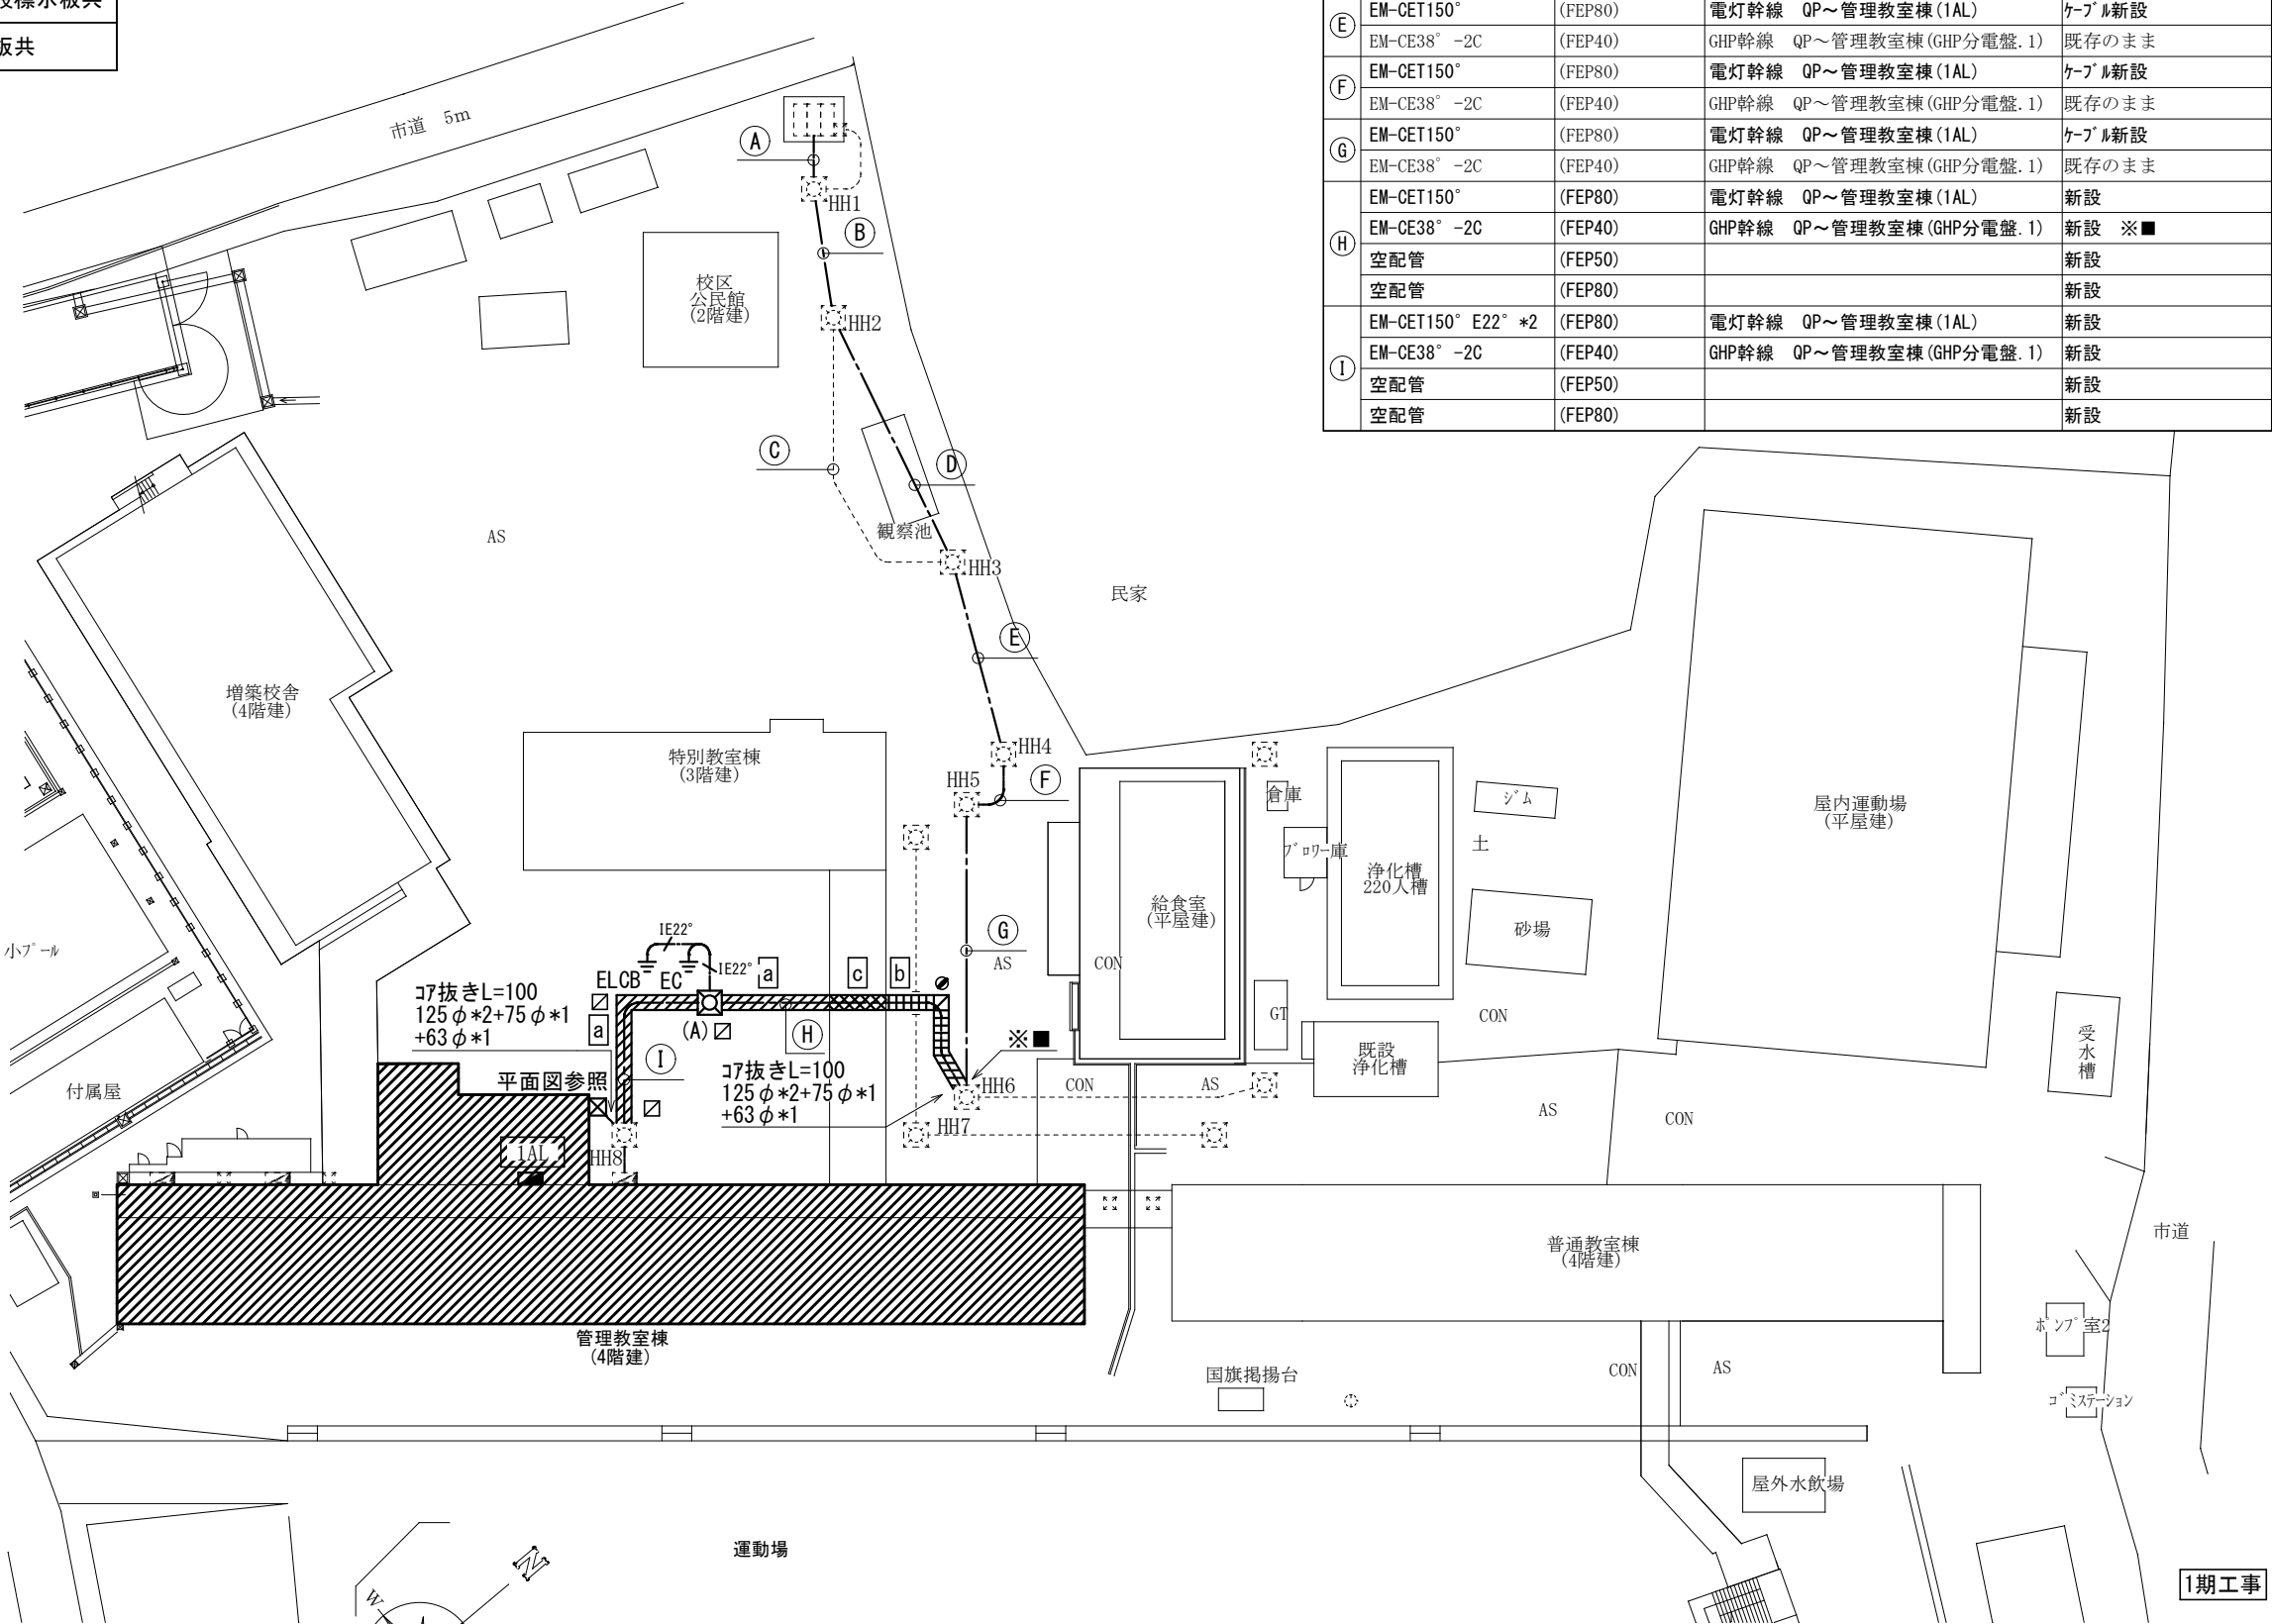 板共
Ⓔ EM-CET150° (FEP80) 電灯幹線 QP～管理教室棟(1AL) ｹｰﾌﾞﾙ新設
EM-CE38°-2C (FEP40) GHP幹線 QP～管理教室棟(GHP分電盤.1) 既存のまま
Ⓕ EM-CET150° (FEP80) 電灯幹線 QP～管理教室棟(1AL) ｹｰﾌﾞﾙ新設
EM-CE38°-2C (FEP40) GHP幹線 QP～管理教室棟(GHP分電盤.1) 既存のまま
Ⓖ EM-CET150° (FEP80) 電灯幹線 QP～管理教室棟(1AL) ｹｰﾌﾞﾙ新設
EM-CE38°-2C (FEP40) GHP幹線 QP～管理教室棟(GHP分電盤.1) 既存のまま
Ⓗ EM-CET150° (FEP80) 電灯幹線 QP～管理教室棟(1AL) 新設
EM-CE38°-2C (FEP40) GHP幹線 QP～管理教室棟(GHP分電盤.1) 新設 ※■
空配管 (FEP50) 新設
空配管 (FEP80) 新設
Ⓘ EM-CET150° E22° *2 (FEP80) 電灯幹線 QP～管理教室棟(1AL) 新設
EM-CE38°-2C (FEP40) GHP幹線 QP～管理教室棟(GHP分電盤.1) 新設
空配管 (FEP50) 新設
空配管 (FEP80) 新設
市道 5m
Ⓐ
HH1
Ⓑ
校区
公民館
(2階建)
HH2
Ⓒ
Ⓓ
観察池
AS
HH3
民家
Ⓔ
増築校舎
(4階建)
特別教室棟
(3階建)
HH4
HH5
Ⓕ
倉庫
ﾌﾞﾛﾜｰ庫
浄化槽
220人槽
ｼﾞﾑ
土
屋内運動場
(平屋建)
給食室
(平屋建)
砂場
小ﾌﾟｰﾙ
IE22°
IE22°
ELCB
EC
a
c
b
Ⓖ
AS
CON
ｺｱ抜きL=100
125φ*2+75φ*1
+63φ*1
a
(A)
Ⓗ
GT
CON
※■
既設
浄化槽
受
水
槽
付属屋
平面図参照
Ⓘ
ｺｱ抜きL=100
125φ*2+75φ*1
+63φ*1
HH6
CON
AS
AS
CON
HH7
1AL
HH8
管理教室棟
(4階建)
普通教室棟
(4階建)
市道
ﾎﾟﾝﾌﾟ室2
国旗掲揚台
CON
AS
ｺﾞﾐｽﾃｰｼｮﾝ
屋外水飲場
運動場
N
W
1期工事